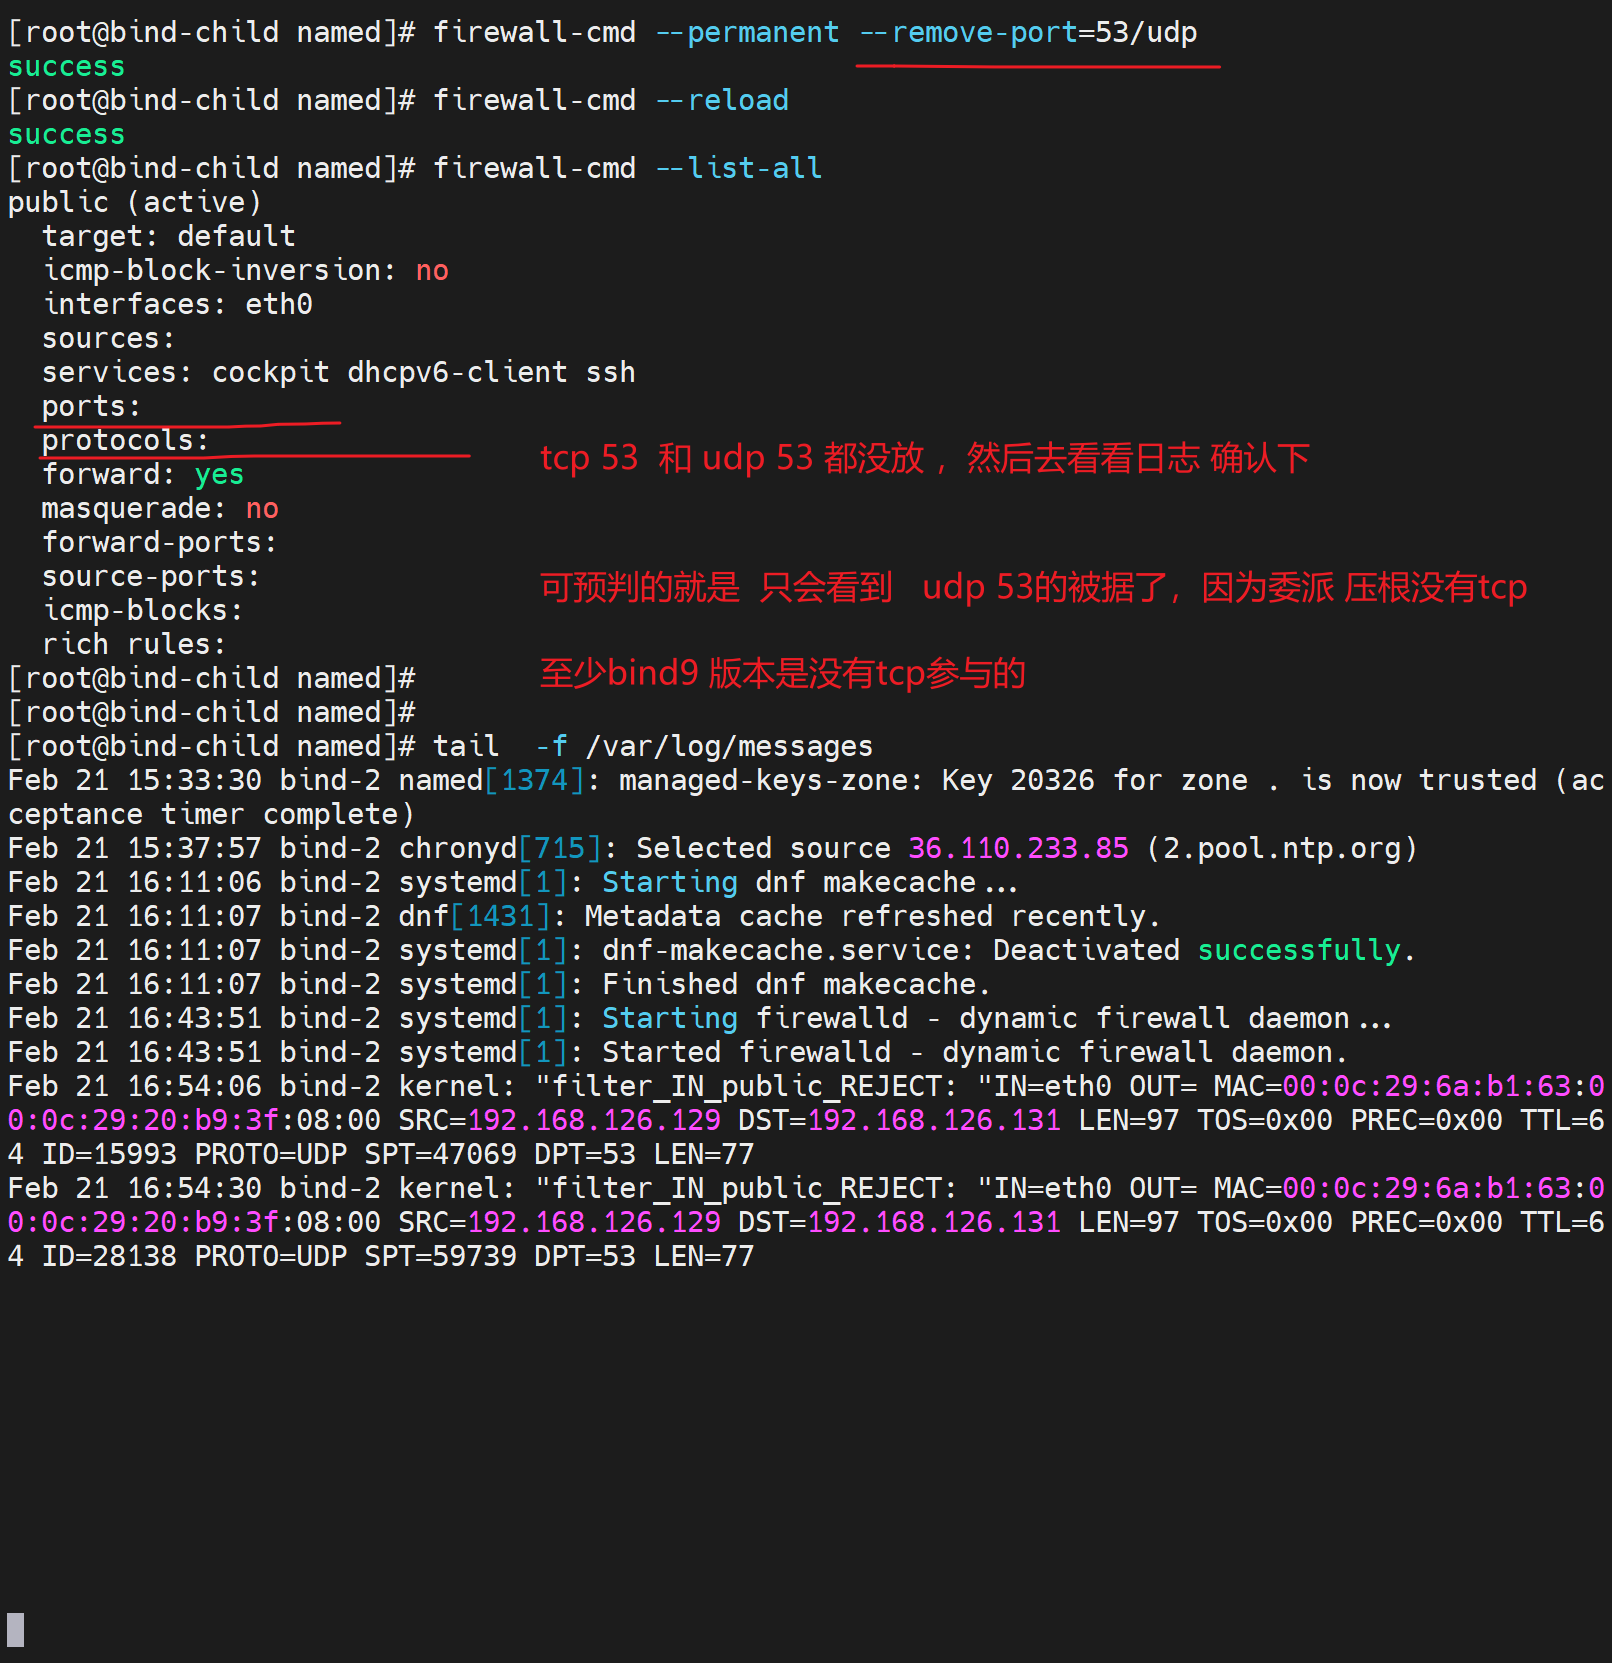 [root@bind-child named]# firewall-cmd --permanent --remove-port=53/udp
success
[root@bind-child named]# firewall-cmd --reload
success
[root@bind-child named]# firewall-cmd --list-all
public (active)
  target: default
  icmp-block-inversion: no
  interfaces: eth0
  sources:
  services: cockpit dhcpv6-client ssh
  ports:
  protocols:
tcp 53 和 udp 53 都没放 ，然后去看看日志 确认下
  forward: yes
  masquerade: no
  forward-ports:
  source-ports:
可预判的就是 只会看到 udp 53的被据了，因为委派 压根没有tcp
  icmp-blocks:
  rich rules:
[root@bind-child named]#
至少bind9 版本是没有tcp参与的
[root@bind-child named]#
[root@bind-child named]# tail  -f /var/log/messages
Feb 21 15:33:30 bind-2 named[1374]: managed-keys-zone: Key 20326 for zone . is now trusted (ac
ceptance timer complete)
Feb 21 15:37:57 bind-2 chronyd[715]: Selected source 36.110.233.85 (2.pool.ntp.org)
Feb 21 16:11:06 bind-2 systemd[1]: Starting dnf makecache...
Feb 21 16:11:07 bind-2 dnf[1431]: Metadata cache refreshed recently.
Feb 21 16:11:07 bind-2 systemd[1]: dnf-makecache.service: Deactivated successfully.
Feb 21 16:11:07 bind-2 systemd[1]: Finished dnf makecache.
Feb 21 16:43:51 bind-2 systemd[1]: Starting firewalld - dynamic firewall daemon...
Feb 21 16:43:51 bind-2 systemd[1]: Started firewalld - dynamic firewall daemon.
Feb 21 16:54:06 bind-2 kernel: "filter_IN_public_REJECT: "IN=eth0 OUT= MAC=00:0c:29:6a:b1:63:0
0:0c:29:20:b9:3f:08:00 SRC=192.168.126.129 DST=192.168.126.131 LEN=97 TOS=0x00 PREC=0x00 TTL=6
4 ID=15993 PROTO=UDP SPT=47069 DPT=53 LEN=77
Feb 21 16:54:30 bind-2 kernel: "filter_IN_public_REJECT: "IN=eth0 OUT= MAC=00:0c:29:6a:b1:63:0
0:0c:29:20:b9:3f:08:00 SRC=192.168.126.129 DST=192.168.126.131 LEN=97 TOS=0x00 PREC=0x00 TTL=6
4 ID=28138 PROTO=UDP SPT=59739 DPT=53 LEN=77